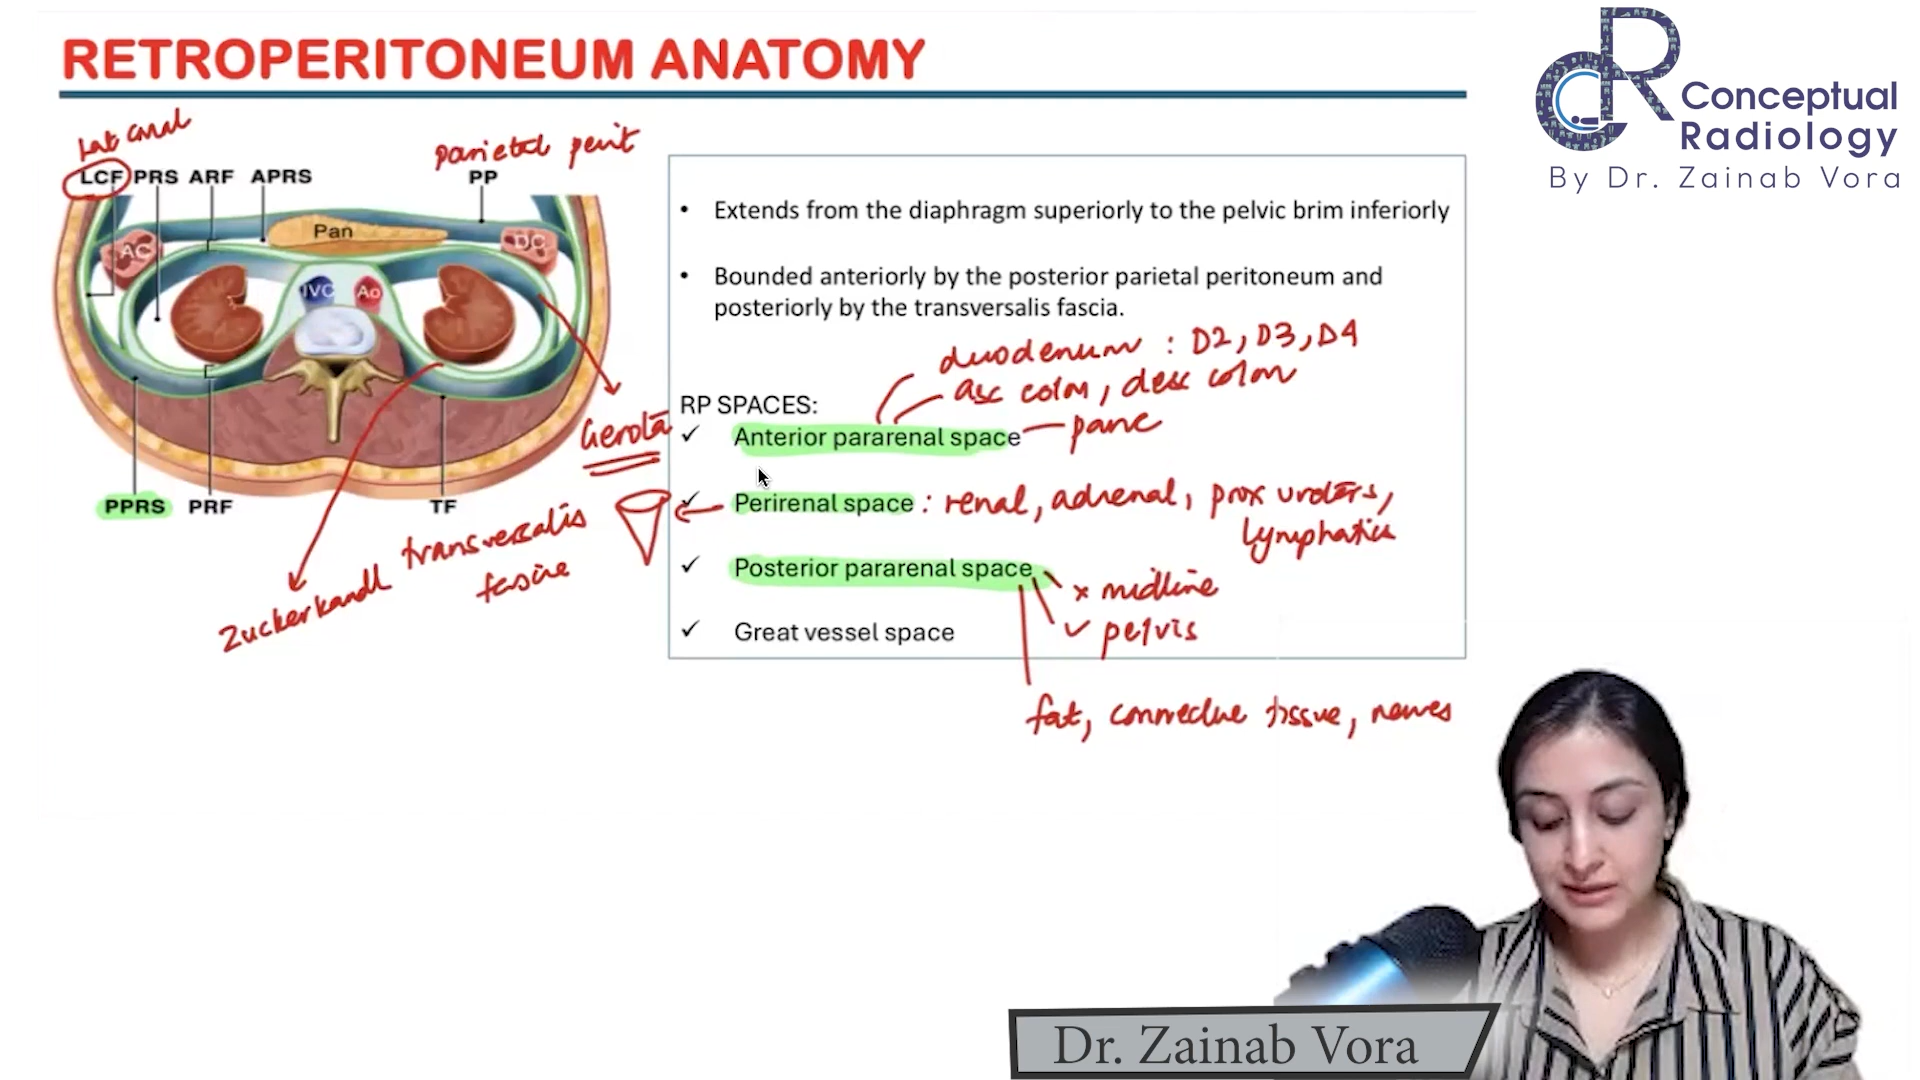 RETROPERITONEUM ANATOMY
CR
Conceptual
Radiology
By Dr. Zainab Vora
Lat conal
parietal perit
LCF PRS ARF APRS PP
Pan
AC DC
IVC Ao
PPRS PRF TF
Gerota
Zuckerkandl
transversalis
fascia
• Extends from the diaphragm superiorly to the pelvic brim inferiorly
• Bounded anteriorly by the posterior parietal peritoneum and
posteriorly by the transversalis fascia.
duodenum : D2, D3, D4
asc colon, desc colon
RP SPACES:
✓ Anterior pararenal space panc
✓ Perirenal space : renal, adrenal, prox ureters,
lymphatics
✓ Posterior pararenal space
x midline
✓ pelvis
✓ Great vessel space
fat, connective tissue, nerves
Dr. Zainab Vora